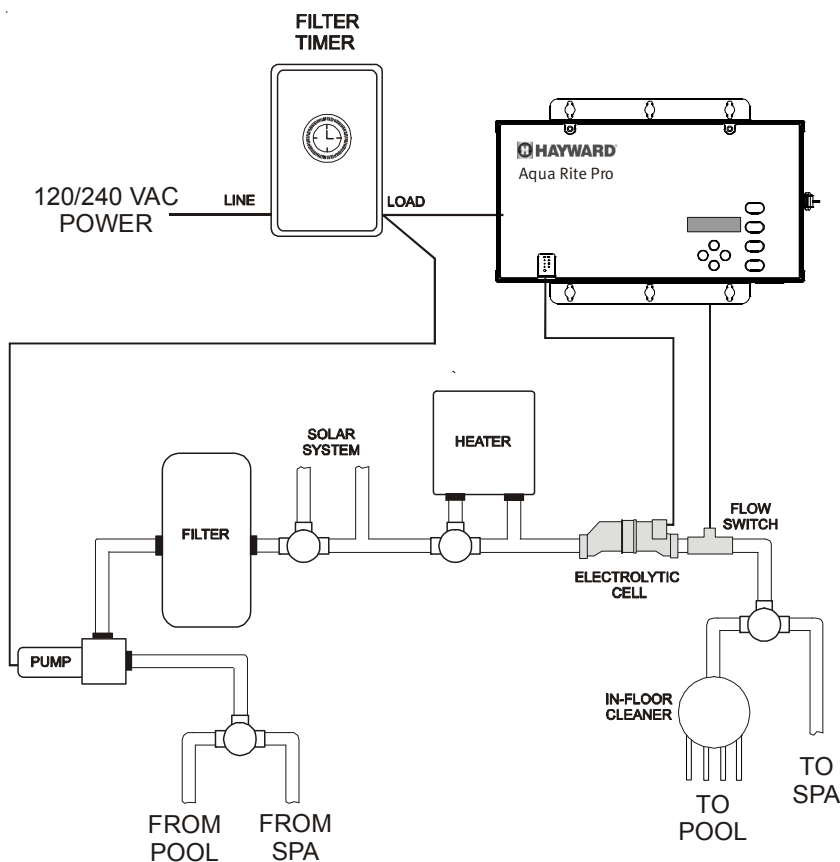 FILTER
TIMER
HAYWARD
Aqua Rite Pro
120/240 VAC
POWER
LINE
LOAD
SOLAR
SYSTEM
HEATER
FILTER
FLOW
SWITCH
ELECTROLYTIC
CELL
PUMP
IN-FLOOR
CLEANER
TO
SPA
TO
POOL
FROM
POOL
FROM
SPA